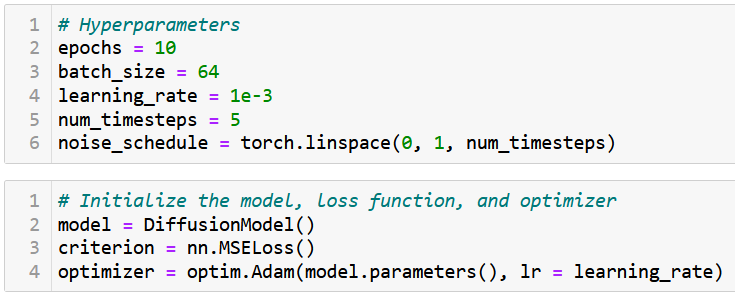 1 # Hyperparameters
2 epochs = 10
3 batch_size = 64
4 learning_rate = 1e-3
5 num_timesteps = 5
6 noise_schedule = torch.linspace(0, 1, num_timesteps)
1 # Initialize the model, loss function, and optimizer
2 model = DiffusionModel()
3 criterion = nn.MSELoss()
4 optimizer = optim.Adam(model.parameters(), lr = learning_rate)